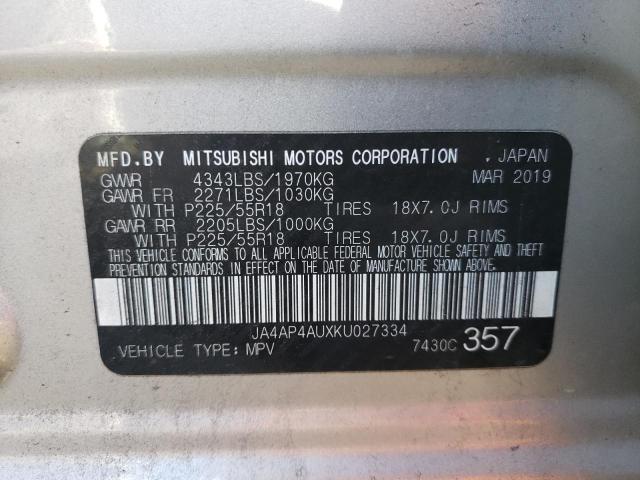 MFD.BY MITSUBISHI MOTORS CORPORATION . JAPAN
GVWR 4343LBS/1970KG MAR 2019
GAWR FR 2271LBS/1030KG
WITH P225/55R18 TIRES 18X7.0J RIMS
GAWR RR 2205LBS/1000KG
WITH P225/55R18 TIRES 18X7.0J RIMS
THIS VEHICLE CONFORMS TO ALL APPLICABLE FEDERAL MOTOR VEHICLE SAFETY AND THEFT
PREVENTION STANDARDS IN EFFECT ON THE DATE OF MANUFACTURE SHOWN ABOVE.
JA4AP4AUXKU027334
VEHICLE TYPE: MPV 7430C 357